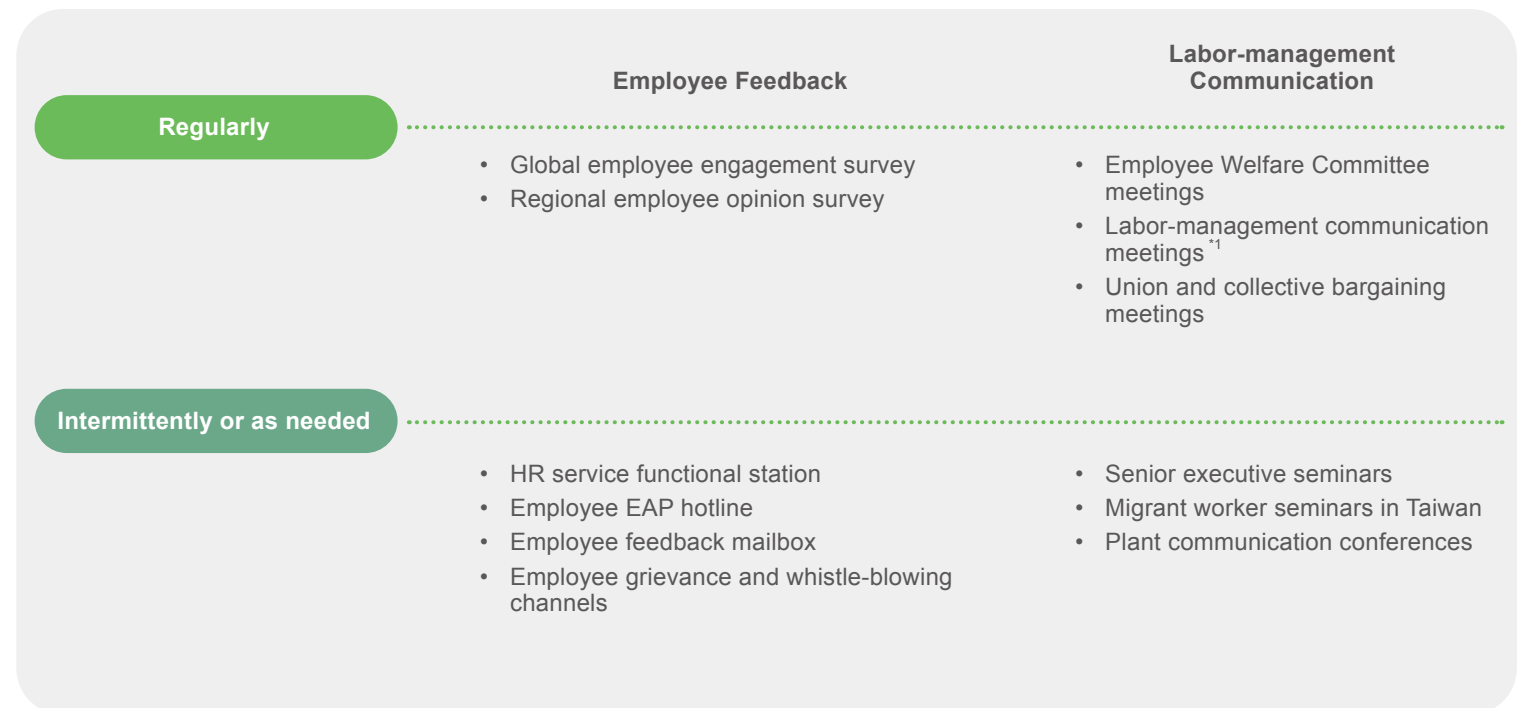 Employee Feedback
Labor-management
Communication
Regularly
• Global employee engagement survey
• Regional employee opinion survey
• Employee Welfare Committee
meetings
• Labor-management communication
meetings *1
• Union and collective bargaining
meetings
Intermittently or as needed
• HR service functional station
• Employee EAP hotline
• Employee feedback mailbox
• Employee grievance and whistle-blowing
channels
• Senior executive seminars
• Migrant worker seminars in Taiwan
• Plant communication conferences